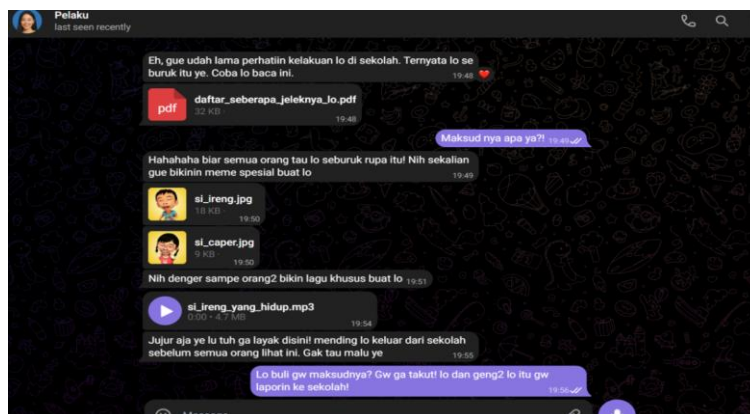 Pelaku
last seen recently
Eh, gue udah lama perhatiin kelakuan lo di sekolah. Ternyata lo se
buruk itu ye. Coba lo baca ini.
19:48
pdf
daftar_seberapa_jeleknya_lo.pdf
32 KB
19:48
Maksud nya apa ya?! 19:49
Hahahaha biar semua orang tau lo seburuk rupa itu! Nih sekalian
gue bikinin meme spesial buat lo
19:49
si_ireng.jpg
18 KB
19:50
si_caper.jpg
9 KB
19:50
Nih denger sampe orang2 bikin lagu khusus buat lo 19:51
si_ireng_yang_hidup.mp3
0:00 • 4.7 MB
19:54
Jujur aja ye lu tuh ga layak disini! mending lo keluar dari sekolah
sebelum semua orang lihat ini. Gak tau malu ye
19:55
Lo buli gw maksudnya? Gw ga takut! lo dan geng2 lo itu gw
laporin ke sekolah!
19:56
Message